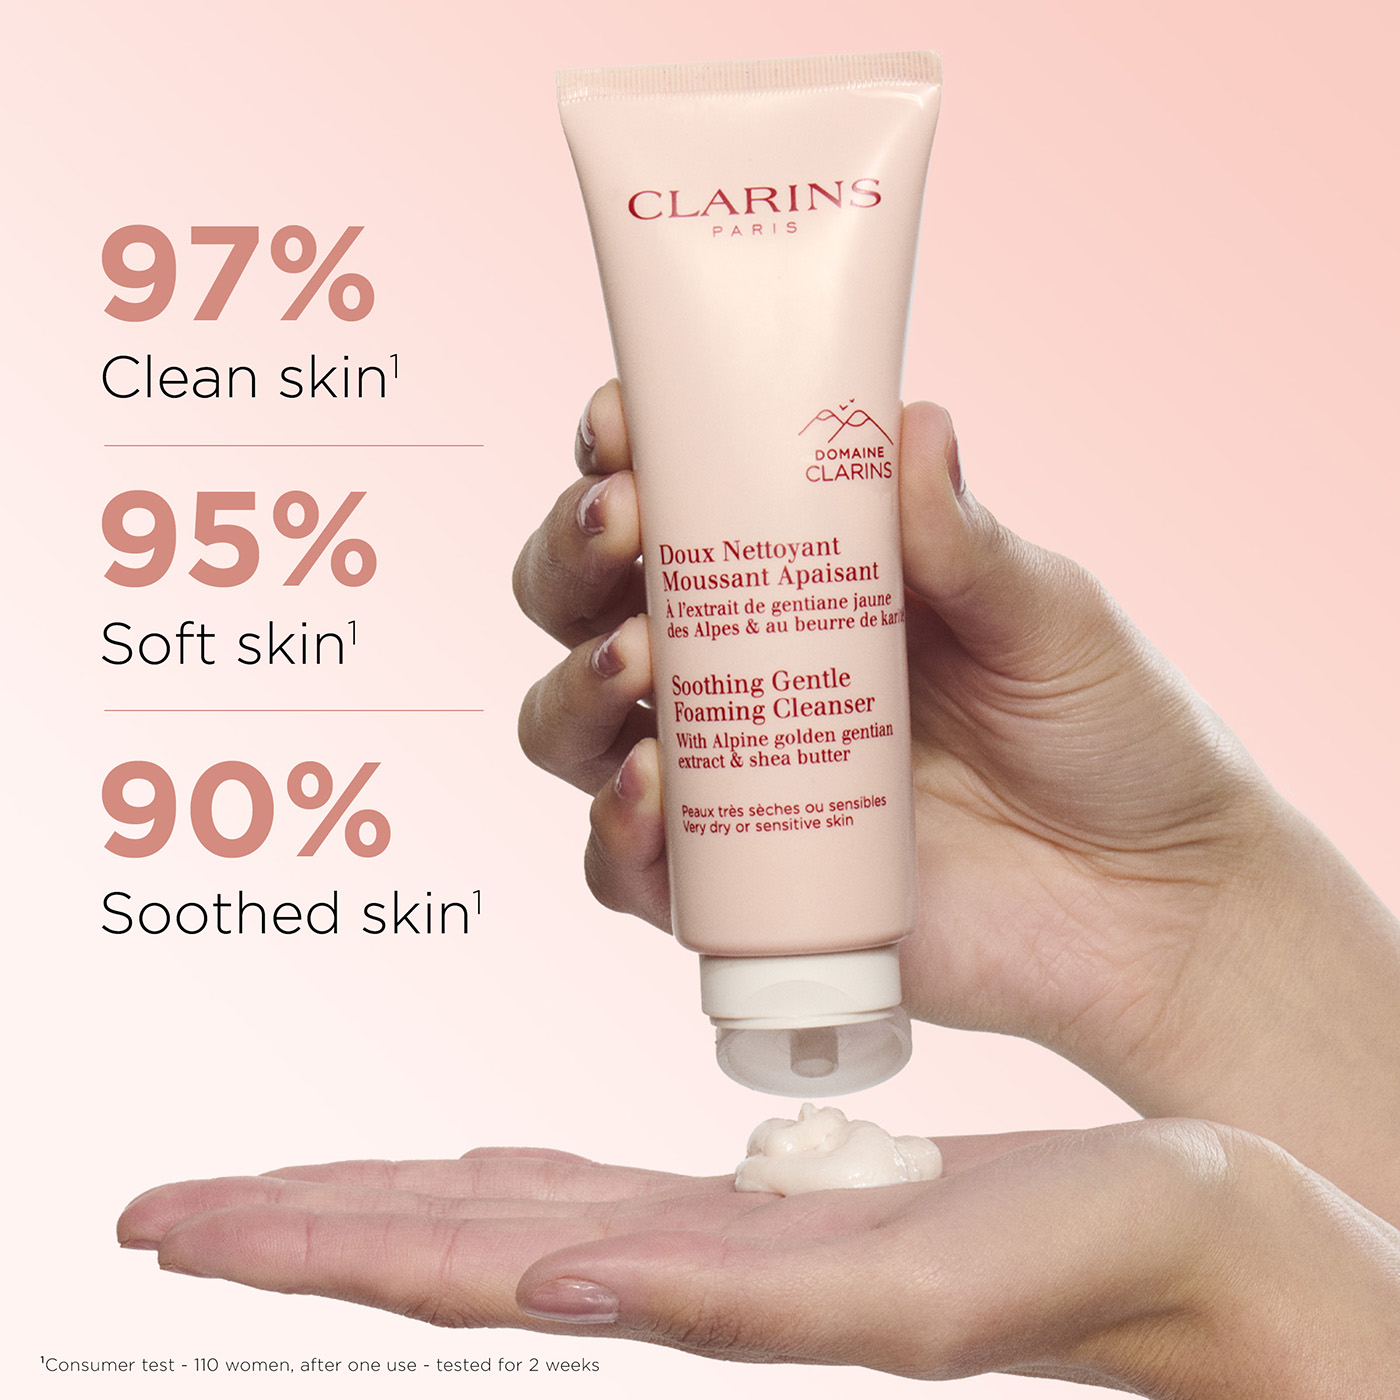 97%
Clean skin¹
95%
Soft skin¹
90%
Soothed skin¹
CLARINS
PARIS
DOMAINE
CLARINS
Doux Nettoyant
Moussant Apaisant
À l'extrait de gentiane jaune
des Alpes & au beurre de karité
Soothing Gentle
Foaming Cleanser
With Alpine golden gentian
extract & shea butter
Peaux très sèches ou sensibles
Very dry or sensitive skin
¹Consumer test - 110 women, after one use - tested for 2 weeks